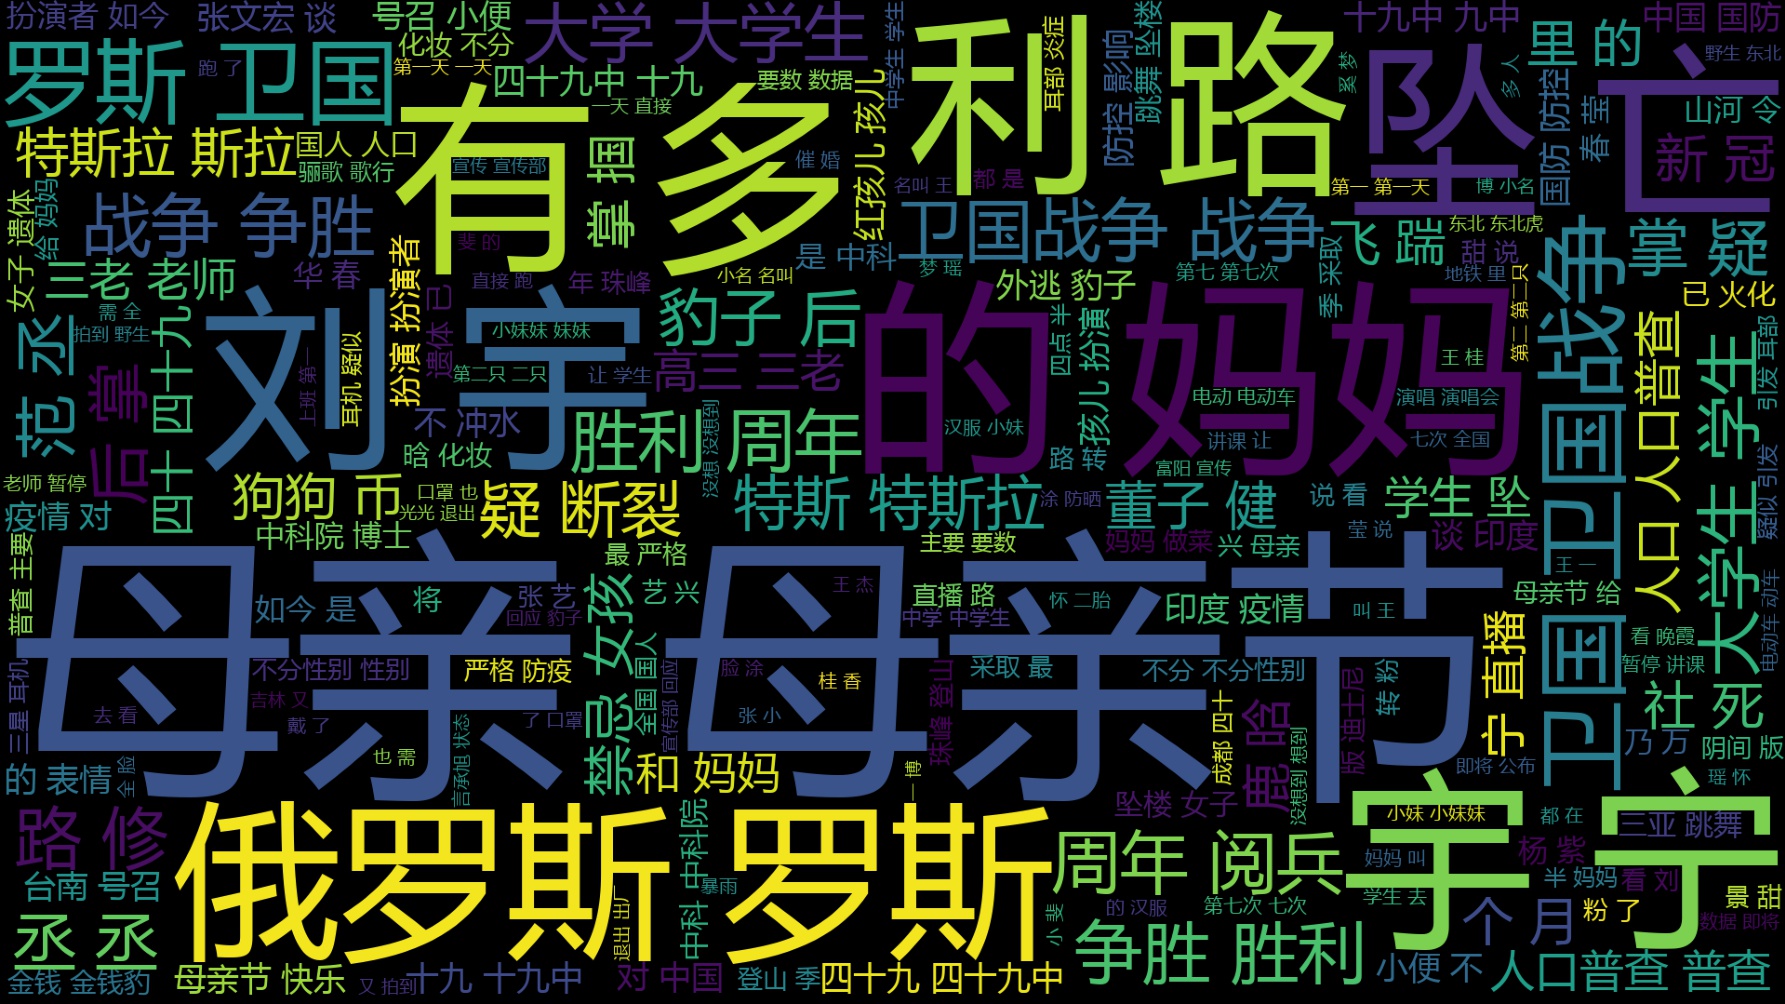 扮演者 如今
张文宏 谈
号召 小便
大学 大学生
利 路
十九中 九中
中国 国防
罗斯 卫国
跑 了
化妆 不分
第一天 一天
四十九中 十九
要数 数据
中学生 学生
耳部 炎症
防控 影响
跳舞 坠楼
坠 亡
奚 梦
多 人
里 的
野生 东北
国防 防控
春 堂
山河 令
新 冠
特斯拉 斯拉
国人 人口
骊歌 歌行
有 多
一天 直接
宣传 宣传部
掌 掴
催 婚
红孩儿 孩儿
名叫 王
都 是
第一 第一天
博 小名
女子 遗体
给 妈妈
战争 争胜
扮演 扮演者
斐 的
小名 名叫
是 中科
卫国战争 战争
梦 瑶
飞 踹
东北 东北虎
甜 说
掌 疑
三老 老师
华 春
遗体 已
直接 跑
年 珠峰
外逃 豹子
第七 第七次
季 采取
地铁 里
已 火化
需 全
拍到 野生
四十 四十九
刘 宇
小妹妹 妹妹
豹子 后
的 妈妈
四点 半
孩儿 扮演
第二 第二只
卫国 卫国战争
人口 人口普查
大学生 学生
引发 耳部
范 丞
后 掌
上班 第一
耳机 疑似
第二只 二只
让 学生
高三 三老
王 桂
电动 电动车
演唱 演唱会
不 冲水
胜利 周年
汉服 小妹
讲课 让
七次 全国
老师 暂停
疫情 对
晗 化妆
没想 没想到
路 转
富阳 宣传
狗狗 币
口罩 也
光光 退出
疑 断裂
特斯 特斯拉
涂 防晒
董子 健
说 看
学生 坠
疑似 引发
中科院 博士
最 严格
主要 要数
妈妈 做菜
兴 母亲
莹 说
谈 印度
王 一
普查 主要
母亲 母亲节
如今 是
将
张 艺
回应 豹子
禁忌 女孩
艺 兴
王 杰
直播 路
中学 中学生
怀 二胎
印度 疫情
叫 王
母亲节 给
电动车 动车
宁 直播
看 晚霞
暂停 讲课
三星 耳机
不分性别 性别
吉林 又
严格 防疫
全国 国人
宣传部 回应
脸 涂
桂 香
珠峰 登山
采取 最
不分 不分性别
版 迪士尼
转 粉
社 死
去 看
戴 了
言承旭 状态
了 口罩
张 小
成都 四十
鹿 晗
没想到 想到
乃 万
阴间 版
的 表情
全 脸
也 需
和 妈妈
一 博
即将 公布
瑶 怀
路 修
俄罗斯 罗斯
中科 中科院
坠楼 女子
宇 宁
小妹 小妹妹
都 在
三亚 跳舞
台南 号召
暴雨
周年 阅兵
妈妈 叫
杨 紫
半 妈妈
看 刘
景 甜
丞 丞
退出 出厂
小 斐
的 汉服
第七次 七次
学生 去
个 月
粉 了
数据 即将
金钱 金钱豹
母亲节 快乐
又 拍到
十九 十九中
对 中国
登山 季
四十九 四十九中
争胜 胜利
小便 不
人口普查 普查